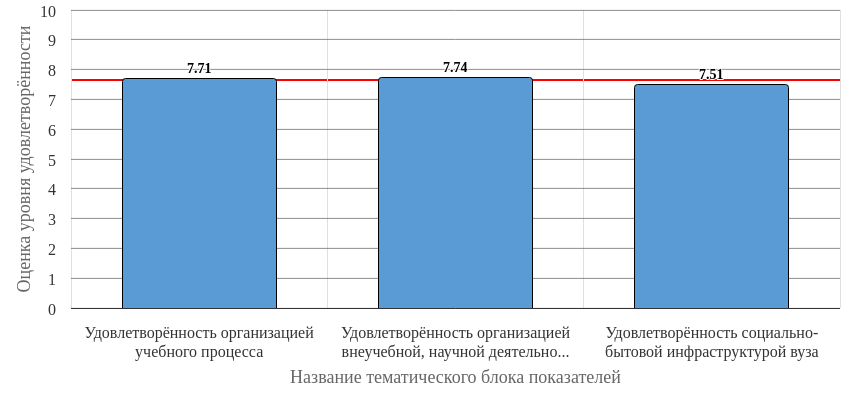 Оценка уровня удовлетворённости
10
9
8
7
6
5
4
3
2
1
0
7.71
7.74
7.51
Удовлетворённость организацией
учебного процесса
Удовлетворённость организацией
внеучебной, научной деятельно...
Удовлетворённость социально-
бытовой инфраструктурой вуза
Название тематического блока показателей